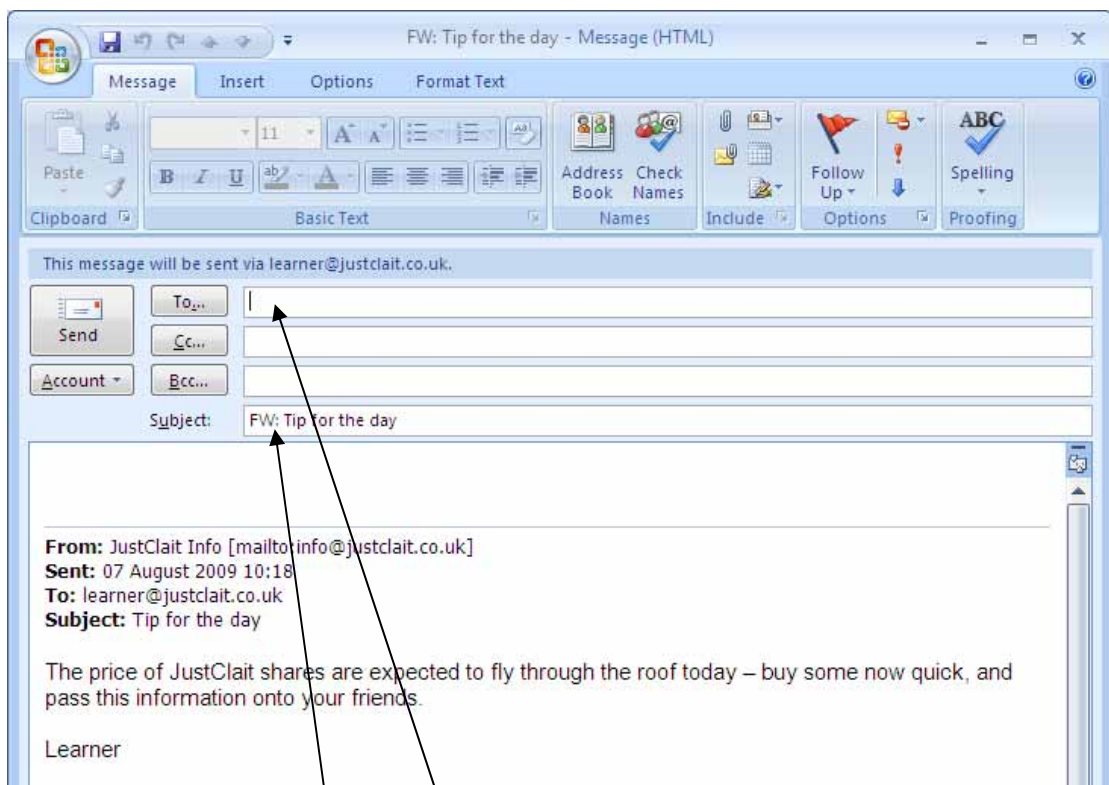 FW: Tip for the day - Message (HTML)
Message Insert Options Format Text
Paste
Clipboard
11
B I U
Basic Text
Address Book
Check Names
Names
Include
Follow Up
Options
ABC
Spelling
Proofing
This message will be sent via learner@justclait.co.uk.
Send
To...
Cc...
Account
Bcc...
Subject: FW: Tip for the day
From: JustClait Info [mailto:info@justclait.co.uk]
Sent: 07 August 2009 10:18
To: learner@justclait.co.uk
Subject: Tip for the day
The price of JustClait shares are expected to fly through the roof today – buy some now quick, and
pass this information onto your friends.
Learner